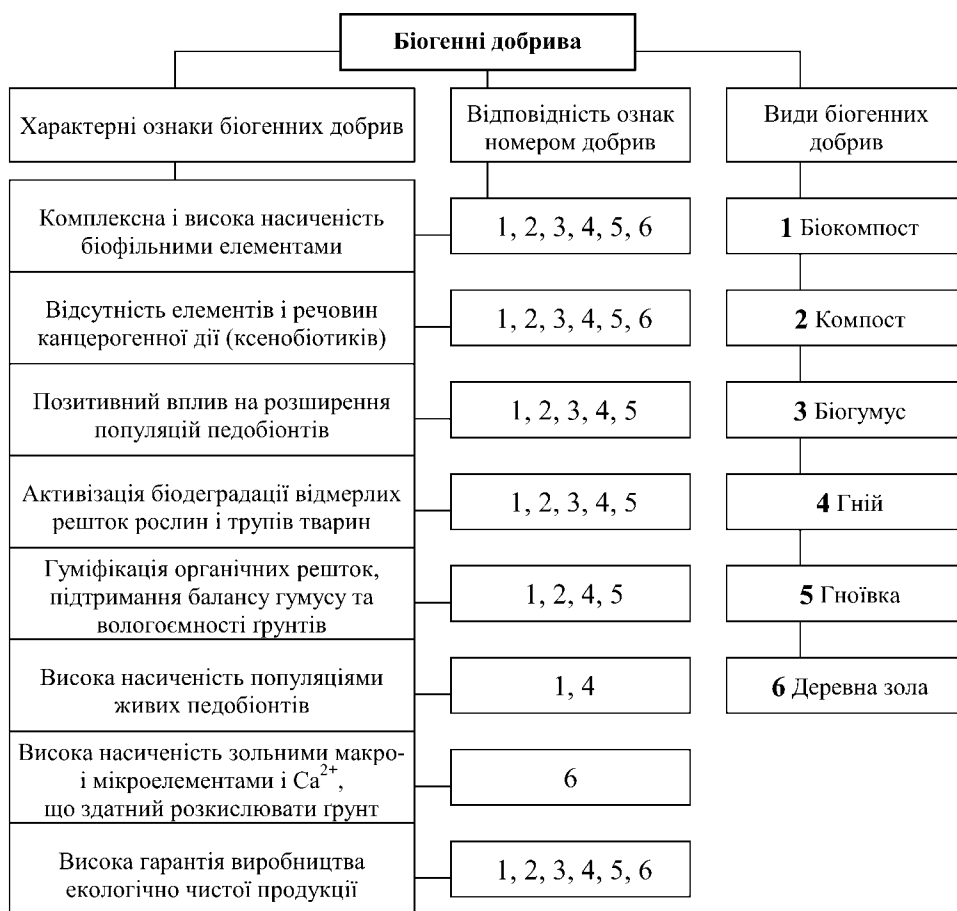 Біогенні добрива
Характерні ознаки біогенних добрив
Відповідність ознак
номером добрив
Види біогенних
добрив
Комплексна і висока насиченість
біофільними елементами
1, 2, 3, 4, 5, 6
1 Біокомпост
Відсутність елементів і речовин
канцерогенної дії (ксенобіотиків)
1, 2, 3, 4, 5, 6
2 Компост
Позитивний вплив на розширення
популяцій педобіонтів
1, 2, 3, 4, 5
3 Біогумус
Активізація біодеградації відмерлих
решток рослин і трупів тварин
1, 2, 3, 4, 5
4 Гній
Гуміфікація органічних решток,
підтримання балансу гумусу та
вологоємності ґрунтів
1, 2, 4, 5
5 Гноївка
Висока насиченість популяціями
живих педобіонтів
1, 4
6 Деревна зола
Висока насиченість зольними макро-
і мікроелементами і Ca²⁺,
що здатний розкислювати ґрунт
6
Висока гарантія виробництва
екологічно чистої продукції
1, 2, 3, 4, 5, 6